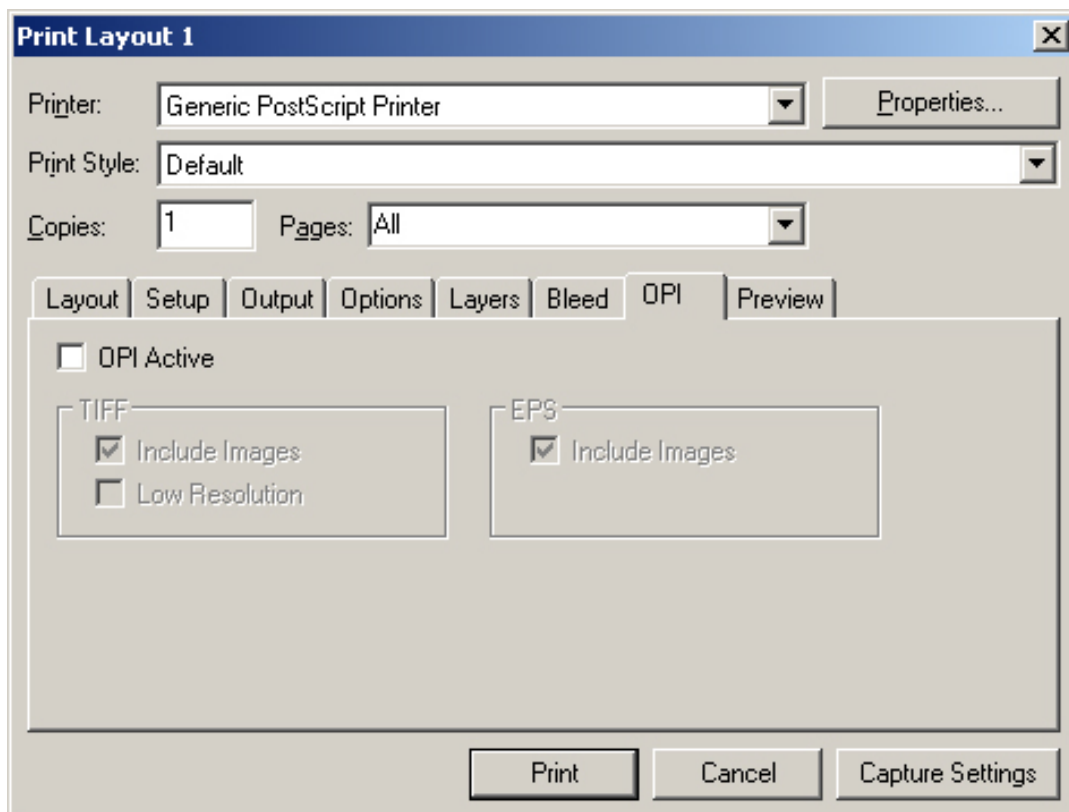 Print Layout 1
Printer: Generic PostScript Printer Properties...
Print Style: Default
Copies: 1 Pages: All
Layout Setup Output Options Layers Bleed OPI Preview
OPI Active
TIFF EPS
Include Images Include Images
Low Resolution
Print Cancel Capture Settings